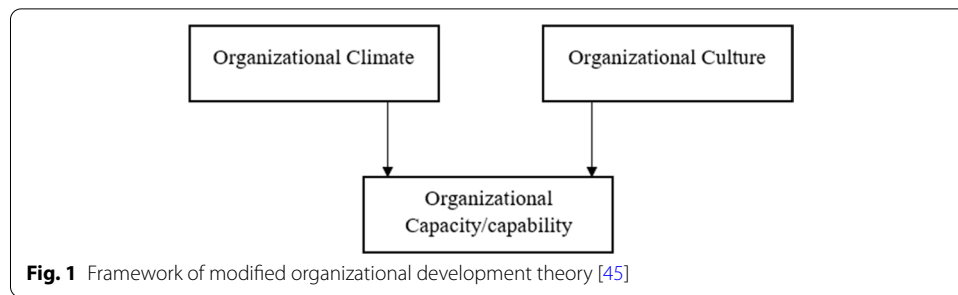 Organizational Climate
Organizational Culture
Organizational
Capacity/capability
Fig. 1 Framework of modified organizational development theory [45]